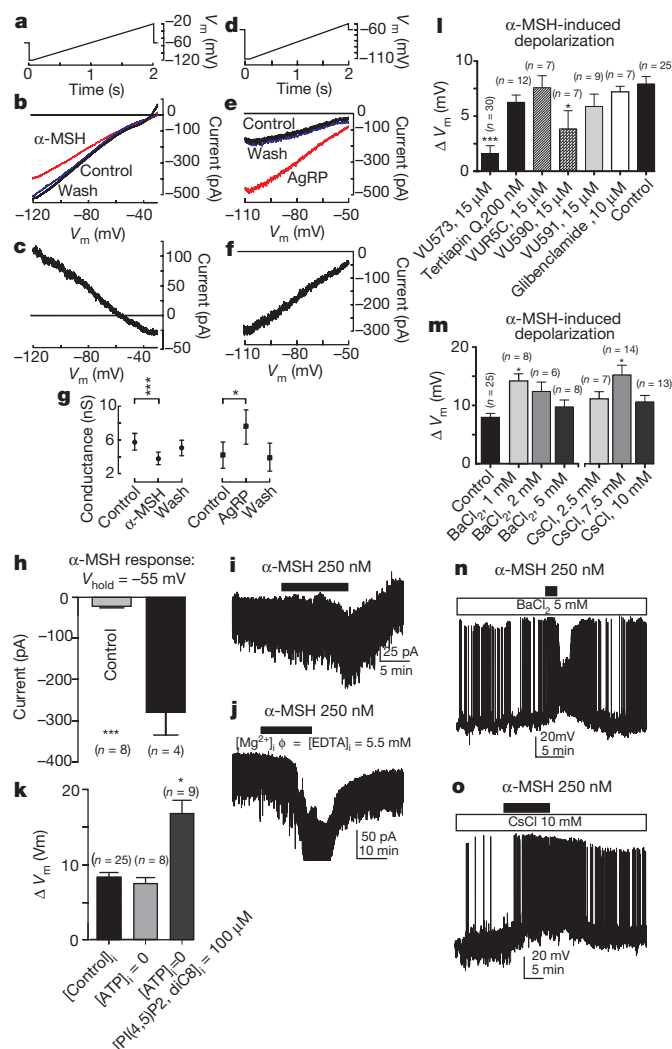 a
−20
−60
−120
Vm (mV)
0
2
Time (s)
d
−60
−110
Vm (mV)
0
2
Time (s)
b
α-MSH
Control
Wash
0
−100
−300
−500
Current (pA)
−120
−80
−40
Vm (mV)
e
Control
Wash
AgRP
0
−100
−300
−500
Current (pA)
−110
−80
−50
Vm (mV)
c
100
50
0
−50
Current (pA)
−120
−80
−40
Vm (mV)
f
0
−100
−200
−300
Current (pA)
−110
−80
−50
Vm (mV)
g
***
*
Conductance (nS)
12
8
6
4
0
Control
α-MSH
Wash
Control
AgRP
Wash
h
α-MSH response:
Vhold = −55 mV
Current (pA)
0
−100
−200
−300
−400
Control
***
(n = 8)
(n = 4)
i
α-MSH 250 nM
25 pA
5 min
j
α-MSH 250 nM
[Mg2+]i ϕ = [EDTA]i = 5.5 mM
50 pA
10 min
k
Δ Vm (Vm)
20
10
0
(n = 25)
(n = 8)
*
(n = 9)
[Control]i
[ATP]i = 0
[ATP]i=0
[PI(4,5)P2, diC8]i = 100 μM
l
α-MSH-induced
depolarization
Δ Vm (mV)
10
5
0
***
(n = 30)
(n = 12)
(n = 7)
(n = 7)
*
(n = 9)
(n = 7)
(n = 25)
VU573, 15 μM
Tertiapin Q,200 nM
VUR5C, 15 μM
VU590, 15 μM
VU591, 15 μM
Glibenclamide, 10 μM
Control
m
α-MSH-induced
depolarization
Δ Vm (mV)
20
10
0
(n = 25)
(n = 8)
*
(n = 6)
(n = 8)
(n = 7)
(n = 14)
*
(n = 13)
Control
BaCl2, 1 mM
BaCl2, 2 mM
BaCl2, 5 mM
CsCl, 2.5 mM
CsCl, 7.5 mM
CsCl, 10 mM
n
α-MSH 250 nM
BaCl2 5 mM
20mV
5 min
o
α-MSH 250 nM
CsCl 10 mM
20 mV
5 min